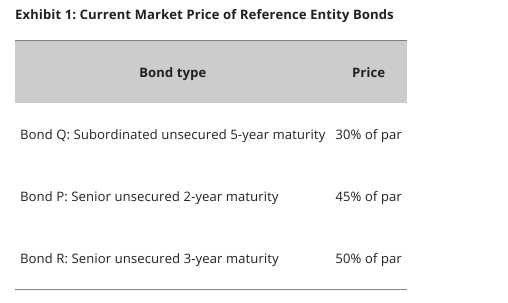 Exhibit 1: Current Market Price of Reference Entity Bonds
Bond type Price
Bond Q: Subordinated unsecured 5-year maturity 30% of par
Bond P: Senior unsecured 2-year maturity 45% of par
Bond R: Senior unsecured 3-year maturity 50% of par